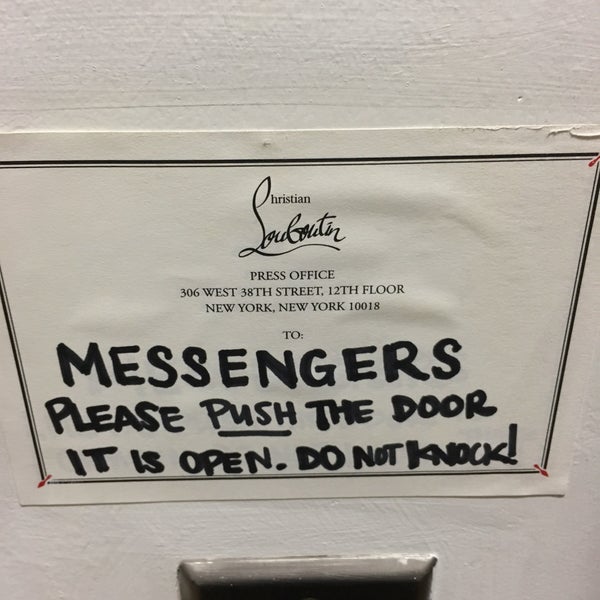 Christian
Louboutin
PRESS OFFICE
306 WEST 38TH STREET, 12TH FLOOR
NEW YORK, NEW YORK 10018
TO:
MESSENGERS
PLEASE PUSH THE DOOR
IT IS OPEN. DO NOT KNOCK!